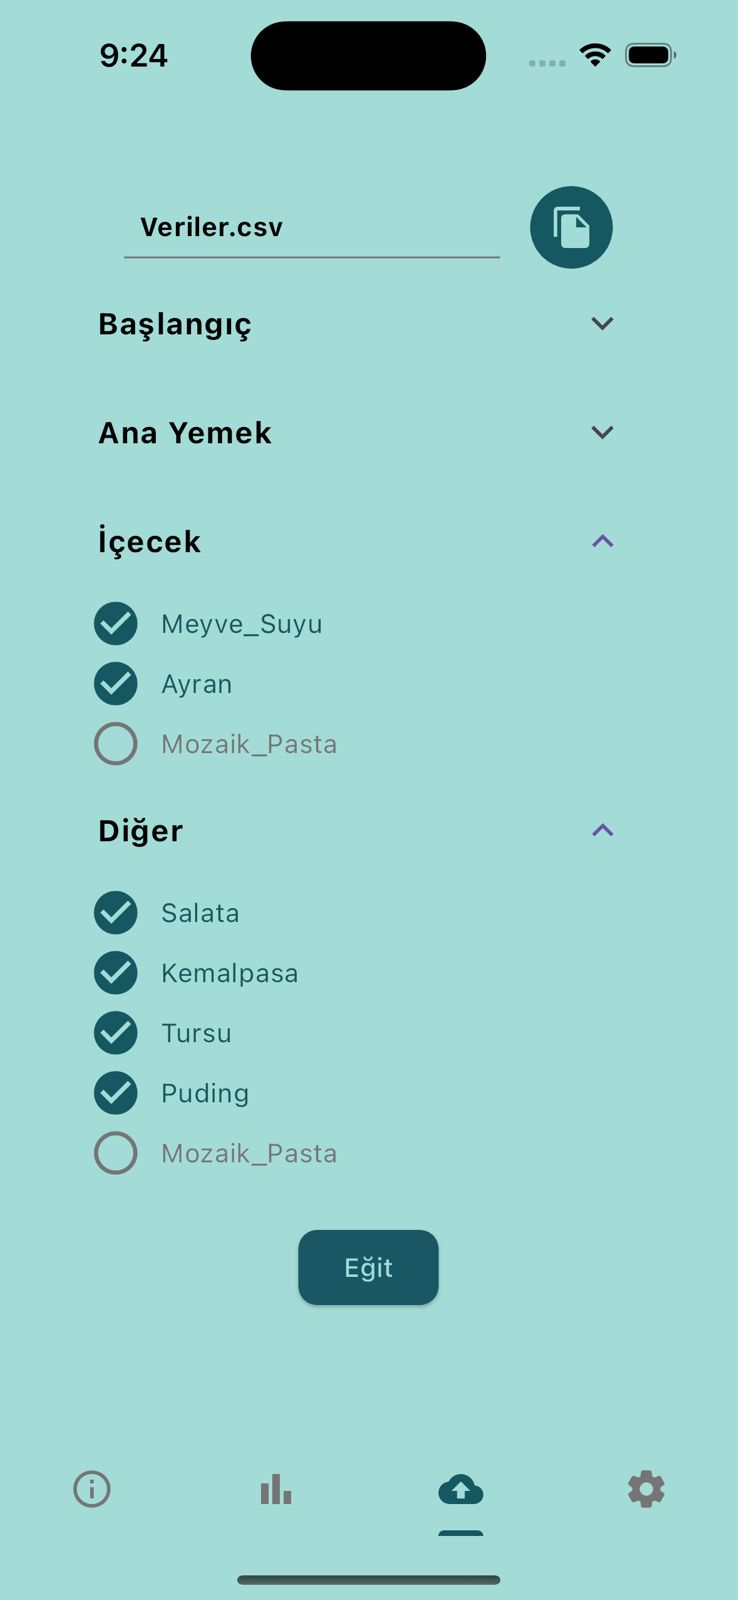 9:24
Veriler.csv
Başlangıç
Ana Yemek
İçecek
Meyve_Suyu
Ayran
Mozaik_Pasta
Diğer
Salata
Kemalpasa
Tursu
Puding
Mozaik_Pasta
Eğit